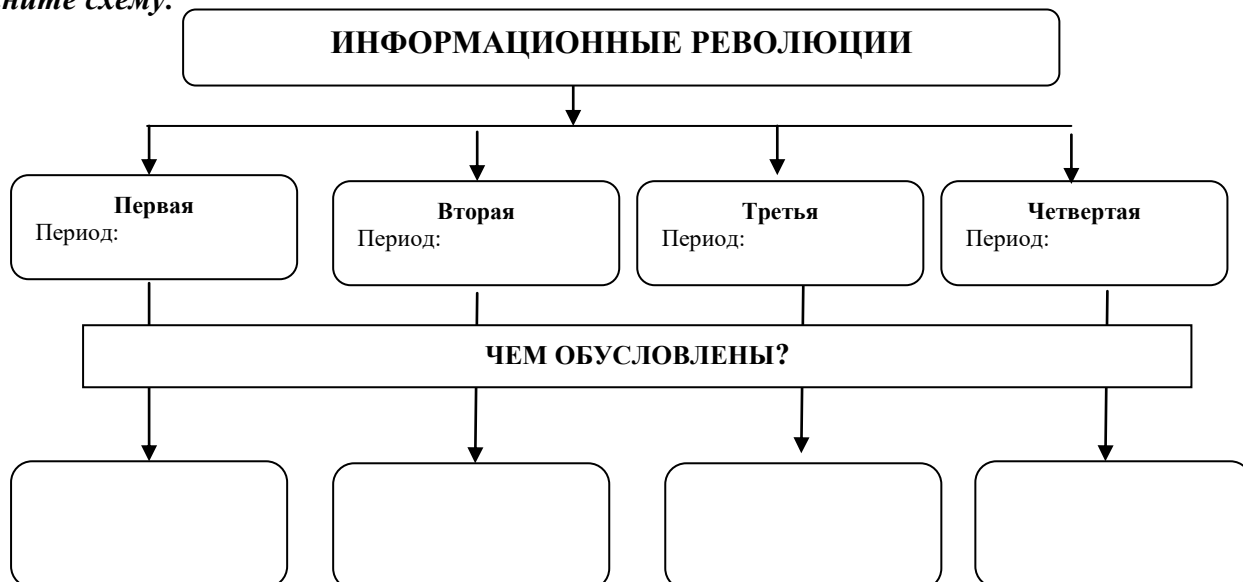 ните схему.
ИНФОРМАЦИОННЫЕ РЕВОЛЮЦИИ
Первая
Период:
Вторая
Период:
Третья
Период:
Четвертая
Период:
ЧЕМ ОБУСЛОВЛЕНЫ?